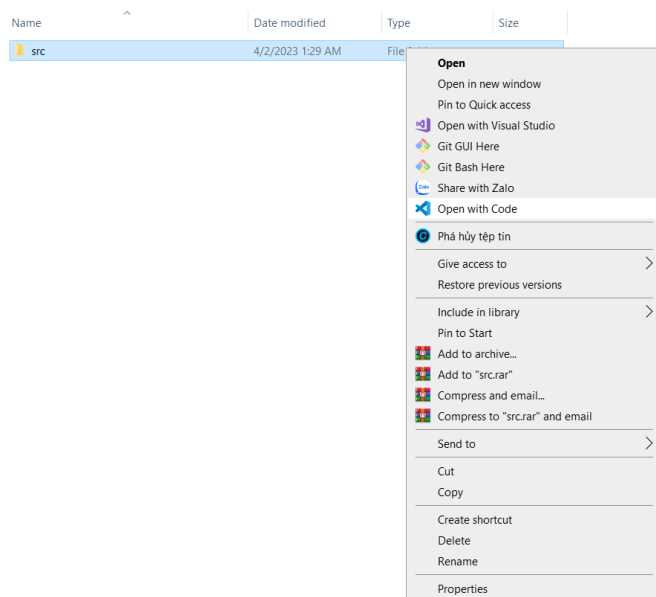 Name Date modified Type Size
src 4/2/2023 1:29 AM File
Open
Open in new window
Pin to Quick access
Open with Visual Studio
Git GUI Here
Git Bash Here
Zalo Share with Zalo
Open with Code
Phá hủy tệp tin
Give access to
Restore previous versions
Include in library
Pin to Start
Add to archive...
Add to "src.rar"
Compress and email...
Compress to "src.rar" and email
Send to
Cut
Copy
Create shortcut
Delete
Rename
Properties